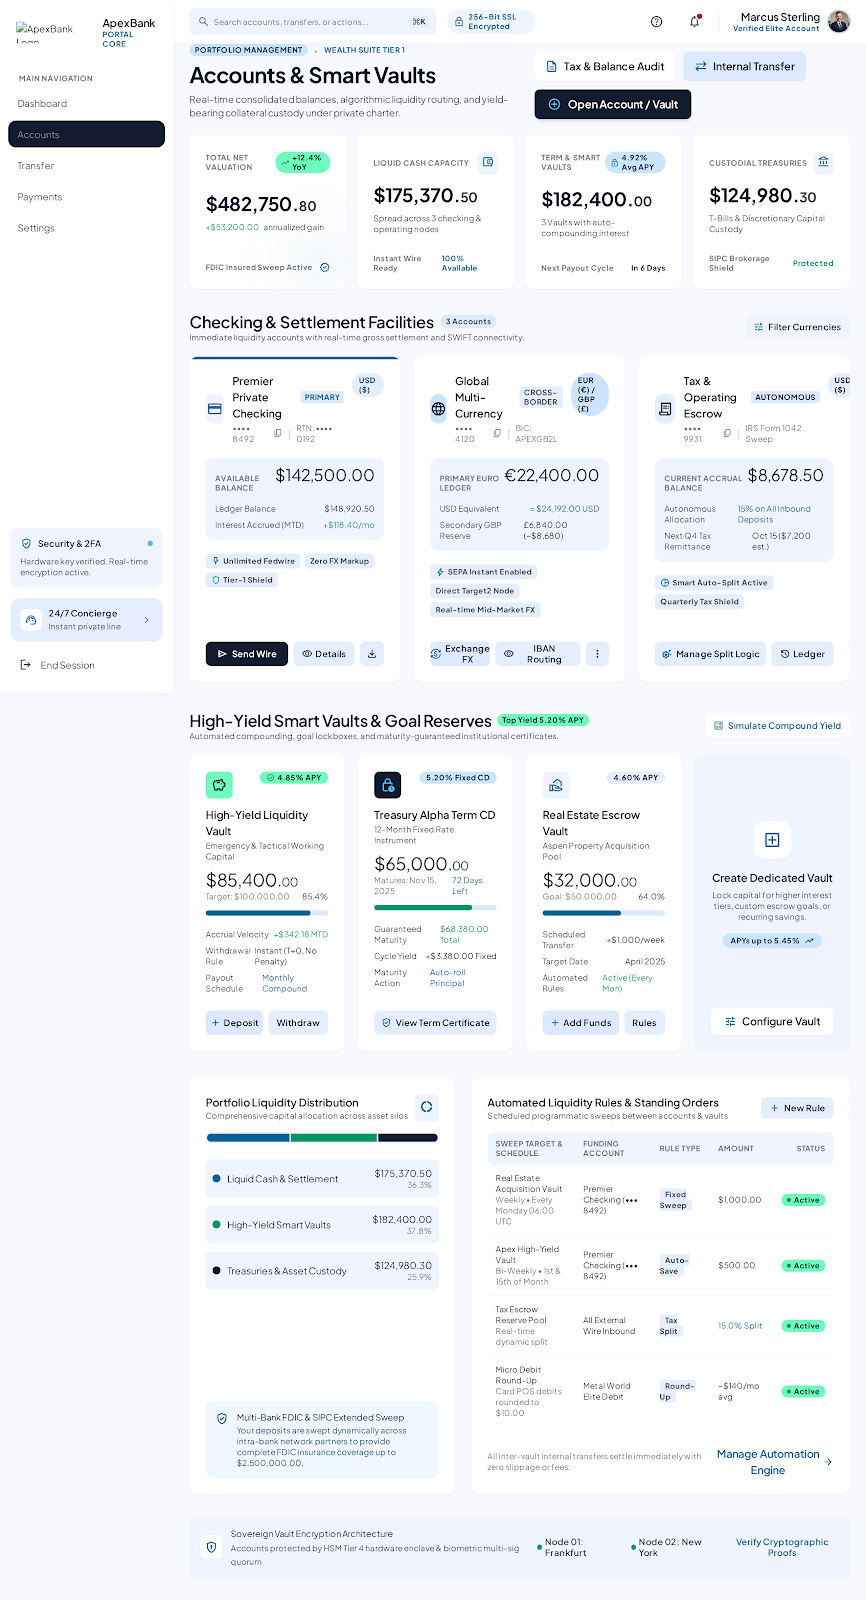 ApexBank
Logo
ApexBank
PORTAL
CORE
Search accounts, transfers, or actions...
⌘K
256-Bit SSL
Encrypted
Marcus Sterling
Verified Elite Account
MAIN NAVIGATION
Dashboard
Accounts
Transfer
Payments
Settings
Security & 2FA
Hardware key verified. Real-time
encryption active.
24/7 Concierge
Instant private line
End Session
PORTFOLIO MANAGEMENT
WEALTH SUITE TIER 1
Accounts & Smart Vaults
Real-time consolidated balances, algorithmic liquidity routing, and yield-
bearing collateral custody under private charter.
Tax & Balance Audit
Internal Transfer
Open Account / Vault
TOTAL NET
VALUATION
+12.4%
YoY
$482,750.80
+$53,200.00 annualized gain
FDIC Insured Sweep Active
LIQUID CASH CAPACITY
$175,370.50
Spread across 3 checking &
operating nodes
Instant Wire
Ready
100%
Available
TERM & SMART
VAULTS
4.92%
Avg APY
$182,400.00
3 Vaults with auto-
compounding interest
Next Payout Cycle
In 6 Days
CUSTODIAL TREASURIES
$124,980.30
T-Bills & Discretionary Capital
Custody
SIPC Brokerage
Shield
Protected
Checking & Settlement Facilities
3 Accounts
Immediate liquidity accounts with real-time gross settlement and SWIFT connectivity.
Filter Currencies
Premier
Private
Checking
PRIMARY
USD
($)
••••
8492
RTN: ••••
0192
AVAILABLE
BALANCE
$142,500.00
Ledger Balance
$148,920.50
Interest Accrued (MTD)
+$118.40/mo
Unlimited Fedwire
Zero FX Markup
Tier-1 Shield
Send Wire
Details
Global
Multi-
Currency
CROSS-
BORDER
EUR
(€) /
GBP
(£)
••••
4120
BIC:
APEXGB2L
PRIMARY EURO
LEDGER
€22,400.00
USD Equivalent
≈ $24,192.00 USD
Secondary GBP
Reserve
£6,840.00
(~$8,680)
SEPA Instant Enabled
Direct Target2 Node
Real-time Mid-Market FX
Exchange
FX
IBAN
Routing
Tax &
Operating
Escrow
AUTONOMOUS
USD
($)
••••
9931
IRS Form 1042
Sweep
CURRENT ACCRUAL
BALANCE
$8,678.50
Autonomous
Allocation
15% on All Inbound
Deposits
Next Q4 Tax
Remittance
Oct 15 ($7,200
est.)
Smart Auto-Split Active
Quarterly Tax Shield
Manage Split Logic
Ledger
High-Yield Smart Vaults & Goal Reserves
Top Yield 5.20% APY
Automated compounding, goal lockboxes, and maturity-guaranteed institutional certificates.
Simulate Compound Yield
4.85% APY
High-Yield Liquidity
Vault
Emergency & Tactical Working
Capital
$85,400.00
Target: $100,000.00
85.4%
Accrual Velocity
+$342.18 MTD
Withdrawal
Rule
Instant (T+0, No
Penalty)
Payout
Schedule
Monthly
Compound
Deposit
Withdraw
5.20% Fixed CD
Treasury Alpha Term CD
12-Month Fixed Rate
Instrument
$65,000.00
Matures: Nov 15,
2025
72 Days
Left
Guaranteed
Maturity
$68,380.00
Total
Cycle Yield
+$3,380.00 Fixed
Maturity
Action
Auto-roll
Principal
View Term Certificate
4.60% APY
Real Estate Escrow
Vault
Aspen Property Acquisition
Pool
$32,000.00
Goal: $50,000.00
64.0%
Scheduled
Transfer
+$1,000/week
Target Date
April 2025
Automated
Rules
Active (Every
Mon)
Add Funds
Rules
Create Dedicated Vault
Lock capital for higher interest
tiers, custom escrow goals, or
recurring savings.
APYs up to 5.45%
Configure Vault
Portfolio Liquidity Distribution
Comprehensive capital allocation across asset silos
Liquid Cash & Settlement
$175,370.50
36.3%
High-Yield Smart Vaults
$182,400.00
37.8%
Treasuries & Asset Custody
$124,980.30
25.9%
Multi-Bank FDIC & SIPC Extended Sweep
Your deposits are swept dynamically across
intra-bank network partners to provide
complete FDIC insurance coverage up to
$2,500,000.00.
Automated Liquidity Rules & Standing Orders
Scheduled programmatic sweeps between accounts & vaults
New Rule
SWEEP TARGET &
SCHEDULE
FUNDING
ACCOUNT
RULE TYPE
AMOUNT
STATUS
Real Estate
Acquisition Vault
Weekly • Every
Monday 06:00
UTC
Premier
Checking (•••
8492)
Fixed
Sweep
$1,000.00
Active
Apex High-Yield
Vault
Bi-Weekly • 1st &
15th of Month
Premier
Checking (•••
8492)
Auto-
Save
$500.00
Active
Tax Escrow
Reserve Pool
Real-time
dynamic split
All External
Wire Inbound
Tax
Split
15.0% Split
Active
Micro Debit
Round-Up
Card POS debits
rounded to
$10.00
Metal World
Elite Debit
Round-
Up
~$140/mo
avg
Active
All inter-vault internal transfers settle immediately with
zero slippage or fees.
Manage Automation
Engine
Sovereign Vault Encryption Architecture
Accounts protected by HSM Tier 4 hardware enclave & biometric multi-sig
quorum
Node 01:
Frankfurt
Node 02: New
York
Verify Cryptographic
Proofs